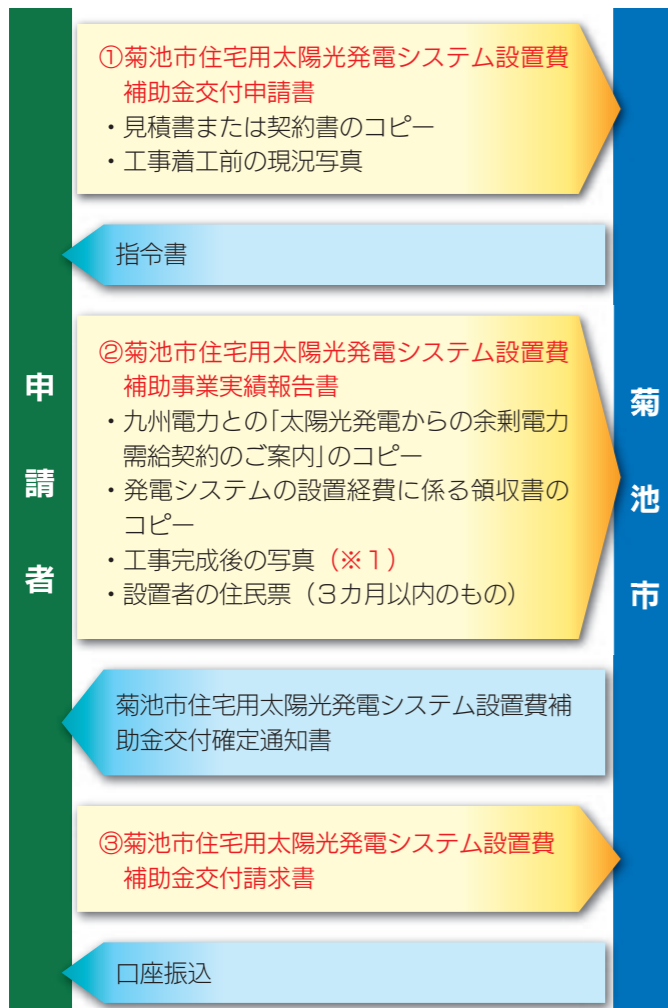 ①菊池市住宅用太陽光発電システム設置費
補助金交付申請書
・見積書または契約書のコピー
・工事着工前の現況写真
指令書
②菊池市住宅用太陽光発電システム設置費
補助事業実績報告書
・九州電力との「太陽光発電からの余剰電力
需給契約のご案内」のコピー
・発電システムの設置経費に係る領収書の
コピー
・工事完成後の写真（※１）
・設置者の住民票（３カ月以内のもの）
菊池市住宅用太陽光発電システム設置費補
助金交付確定通知書
③菊池市住宅用太陽光発電システム設置費
補助金交付請求書
口座振込
申請者
菊池市